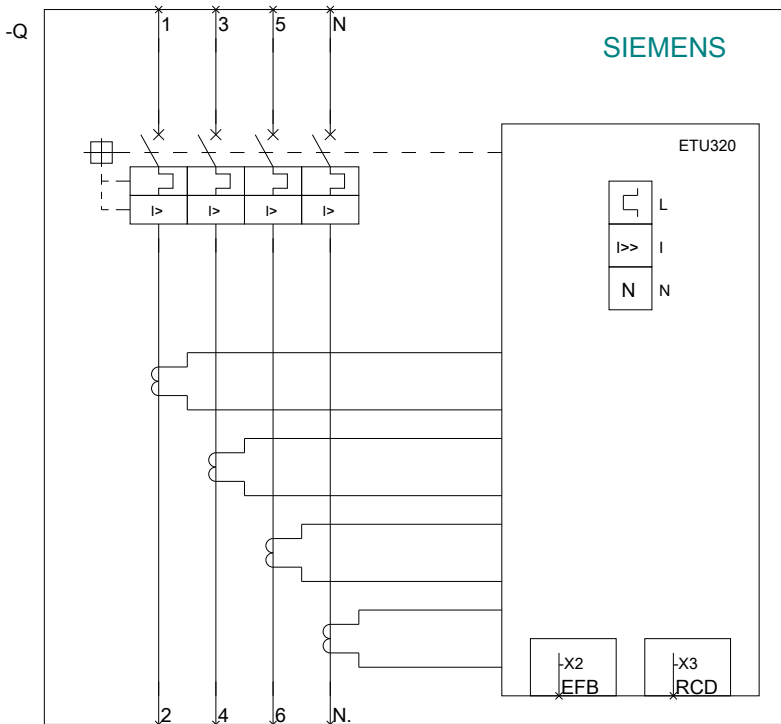 -Q
1 3 5 N
SIEMENS
ETU320
L
I>> I
N N
I> I> I> I>
-X2 -X3
EFB RCD
2 4 6 N.